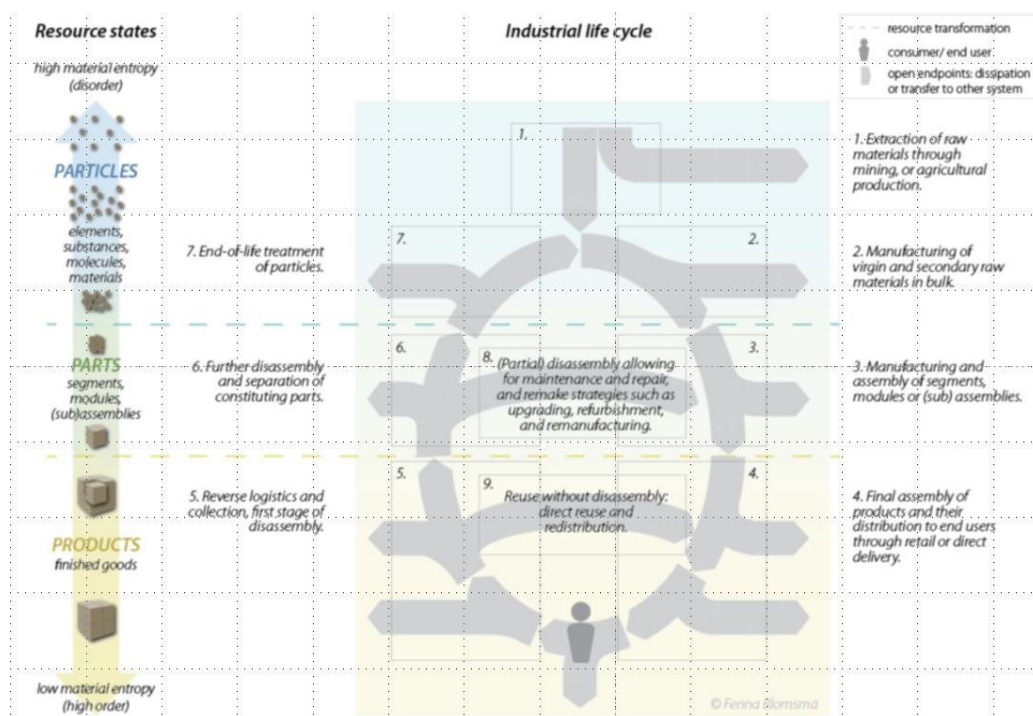 Resource states
Industrial life cycle
resource transformation
consumer/ end user
open endpoints: dissipation
or transfer to other system
high material entropy
(disorder)
PARTICLES
elements,
substances,
molecules,
materials
PARTS
segments,
modules,
(sub)assemblies
PRODUCTS
finished goods
low material entropy
(high order)
1.
1. Extraction of raw
materials through
mining, or agricultural
production.
7. End-of-life treatment
of particles.
7.
2.
2. Manufacturing of
virgin and secondary raw
materials in bulk.
6. Further disassembly
and separation of
constituting parts.
6.
8.
(Partial) disassembly allowing
for maintenance and repair,
and remake strategies such as
upgrading, refurbishment,
and remanufacturing.
3.
3. Manufacturing and
assembly of segments,
modules or (sub) assemblies.
5. Reverse logistics and
collection, first stage of
disassembly.
5.
9.
Reuse without disassembly:
direct reuse and
redistribution.
4.
4. Final assembly of
products and their
distribution to end users
through retail or direct
delivery.
© Fenna Blomsma